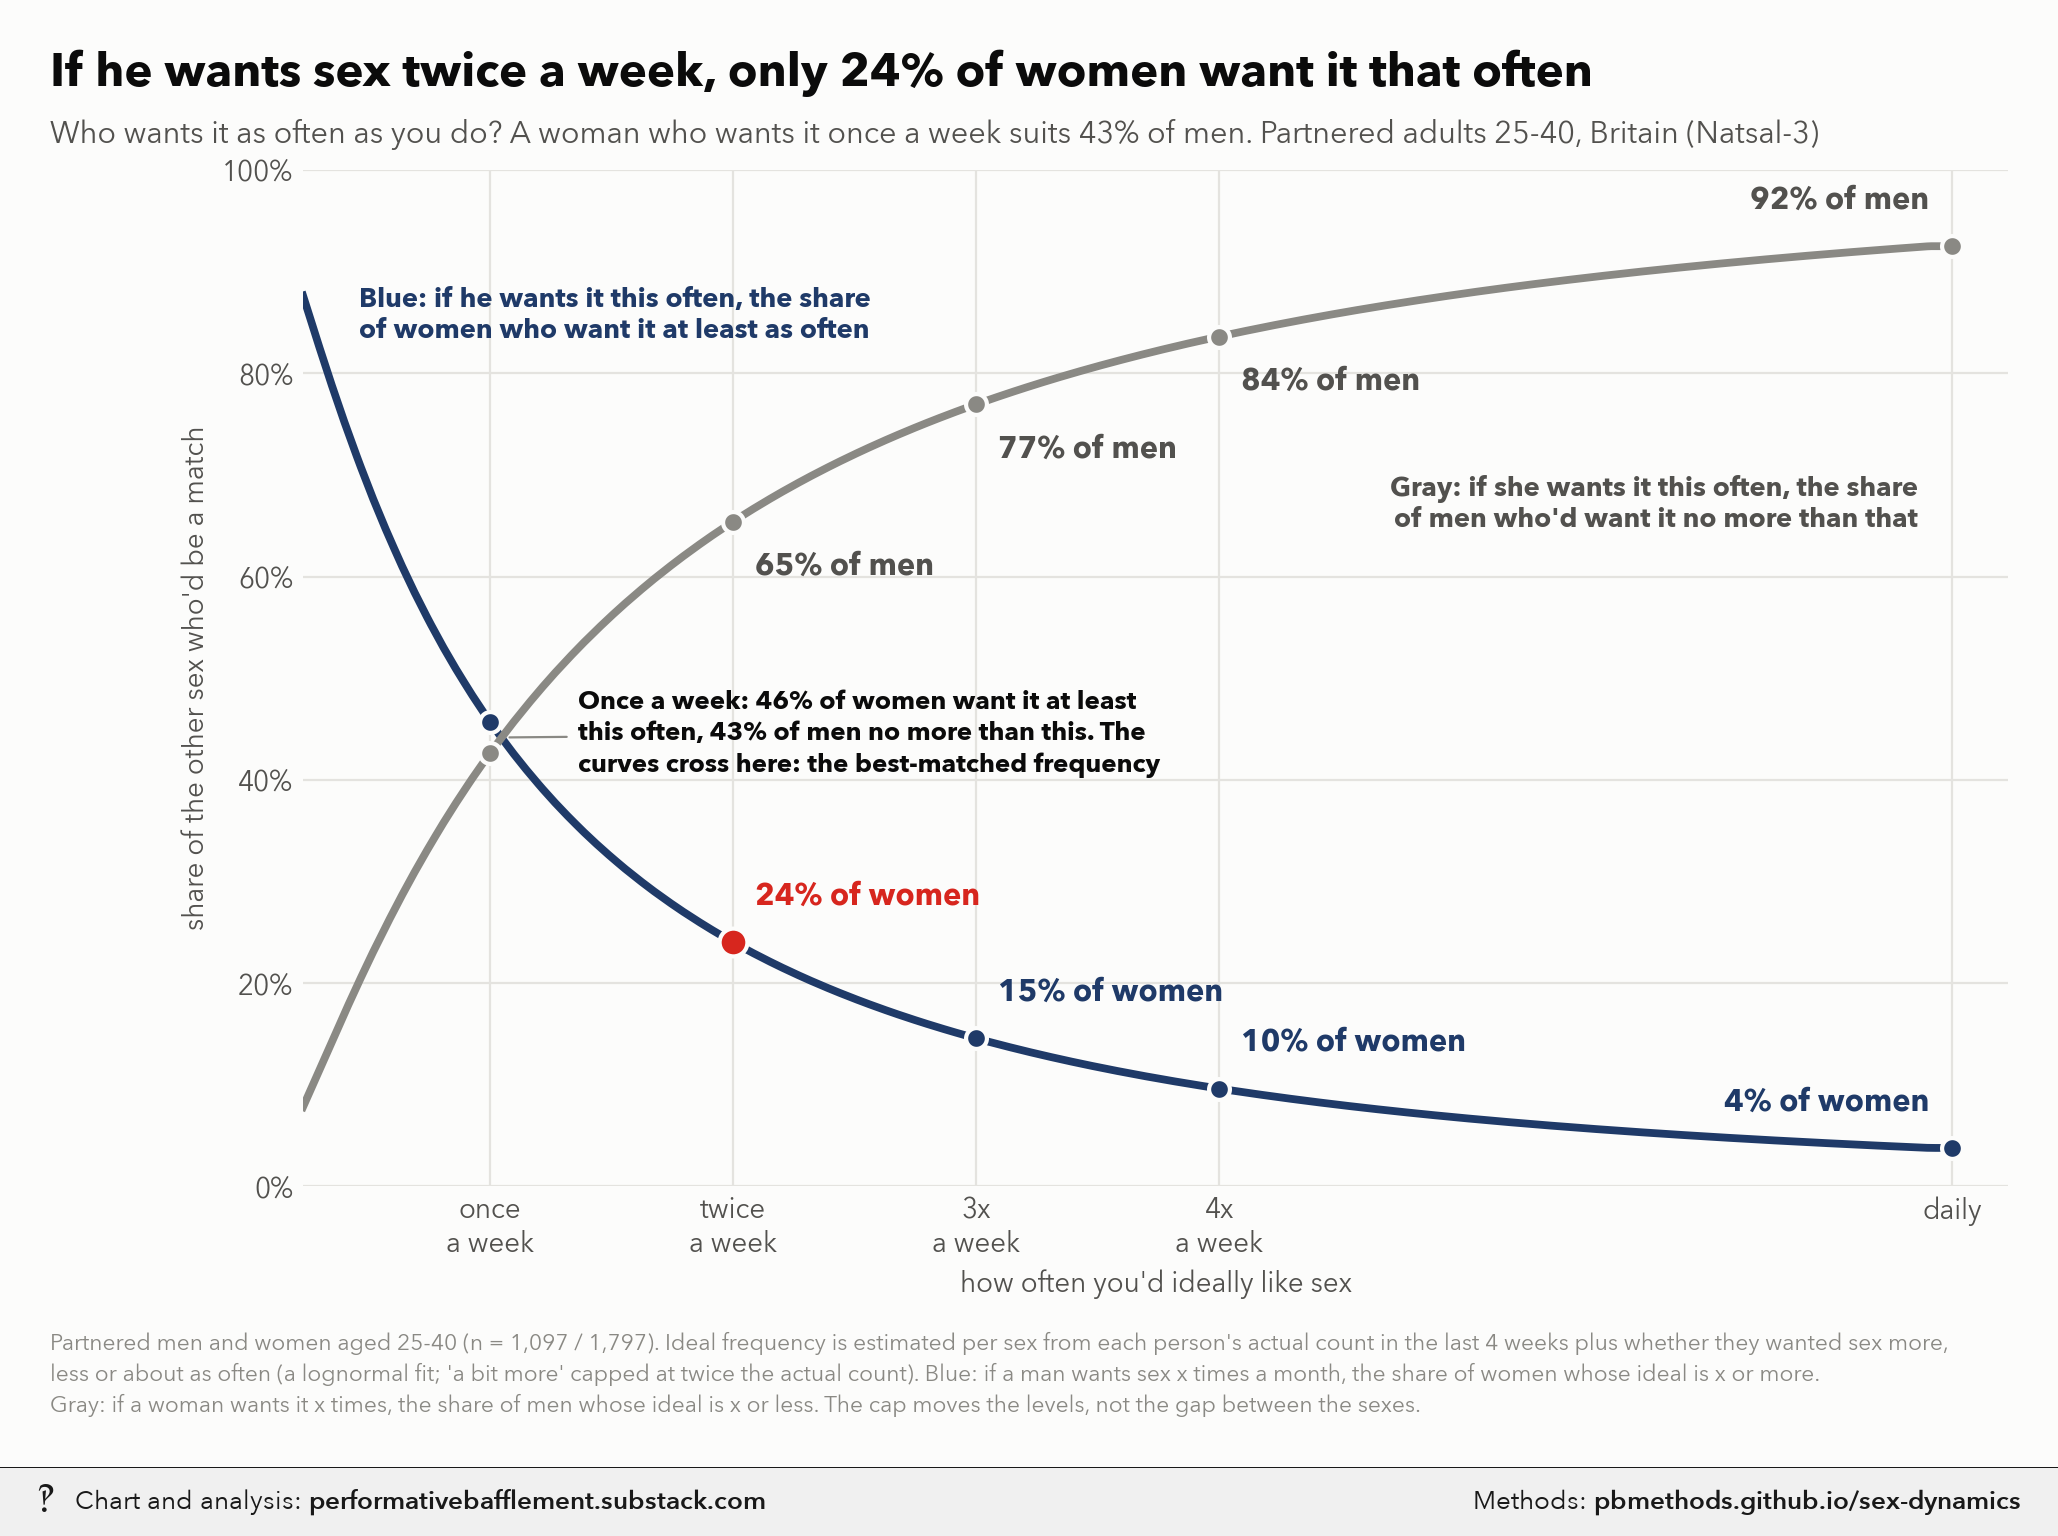 If he wants sex twice a week, only 24% of women want it that often
Who wants it as often as you do? A woman who wants it once a week suits 43% of men. Partnered adults 25-40, Britain (Natsal-3)
100%
92% of men
Blue: if he wants it this often, the share
of women who want it at least as often
80%
84% of men
77% of men
Gray: if she wants it this often, the share
of men who'd want it no more than that
60%
65% of men
share of the other sex who'd be a match
Once a week: 46% of women want it at least
this often, 43% of men no more than this. The
curves cross here: the best-matched frequency
40%
24% of women
20%
15% of women
10% of women
4% of women
0%
once
a week
twice
a week
3x
a week
4x
a week
daily
how often you'd ideally like sex
Partnered men and women aged 25-40 (n = 1,097 / 1,797). Ideal frequency is estimated per sex from each person's actual count in the last 4 weeks plus whether they wanted sex more,
less or about as often (a lognormal fit; 'a bit more' capped at twice the actual count). Blue: if a man wants sex x times a month, the share of women whose ideal is x or more.
Gray: if a woman wants it x times, the share of men whose ideal is x or less. The cap moves the levels, not the gap between the sexes.
‽ Chart and analysis: performativebafflement.substack.com
Methods: pbmethods.github.io/sex-dynamics